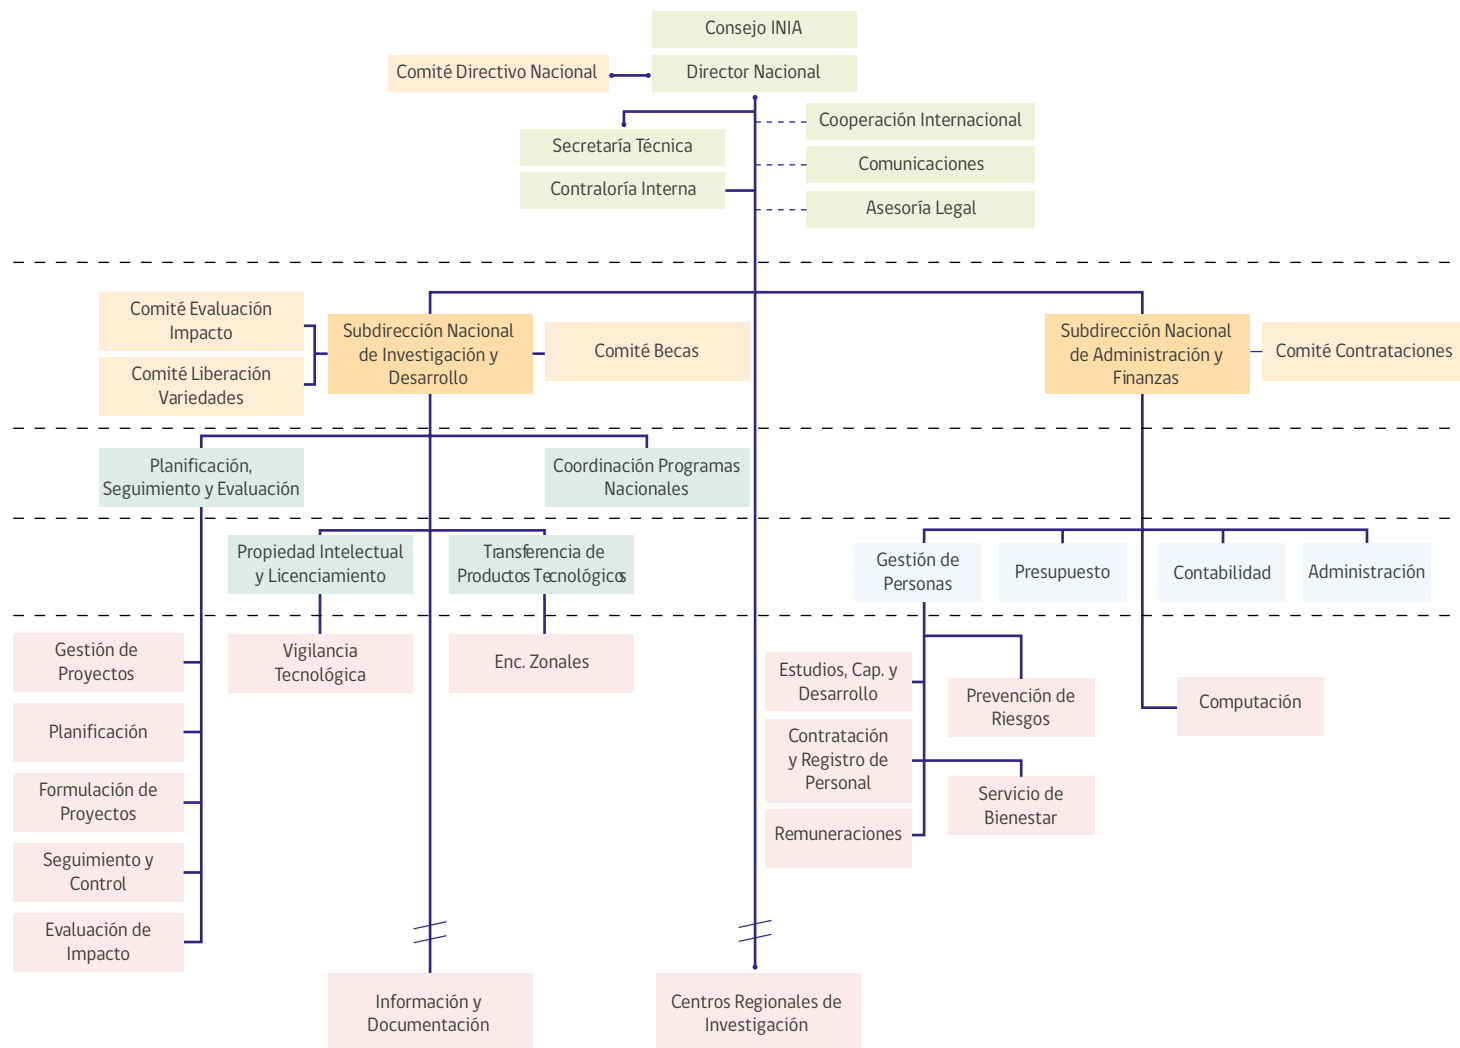 Consejo INIA
Comité Directivo Nacional
Director Nacional
Cooperación Internacional
Secretaría Técnica
Comunicaciones
Contraloría Interna
Asesoría Legal
Comité Evaluación
Impacto
Comité Liberación
Variedades
Subdirección Nacional
de Investigación y
Desarrollo
Comité Becas
Subdirección Nacional
de Administración y
Finanzas
Comité Contrataciones
Planificación,
Seguimiento y Evaluación
Coordinación Programas
Nacionales
Propiedad Intelectual
y Licenciamiento
Transferencia de
Productos Tecnológicos
Gestión de
Personas
Presupuesto
Contabilidad
Administración
Gestión de
Proyectos
Vigilancia
Tecnológica
Enc. Zonales
Estudios, Cap. y
Desarrollo
Prevención de
Riesgos
Computación
Planificación
Contratación
y Registro de
Personal
Formulación de
Proyectos
Servicio de
Bienestar
Remuneraciones
Seguimiento y
Control
Evaluación de
Impacto
Información y
Documentación
Centros Regionales de
Investigación